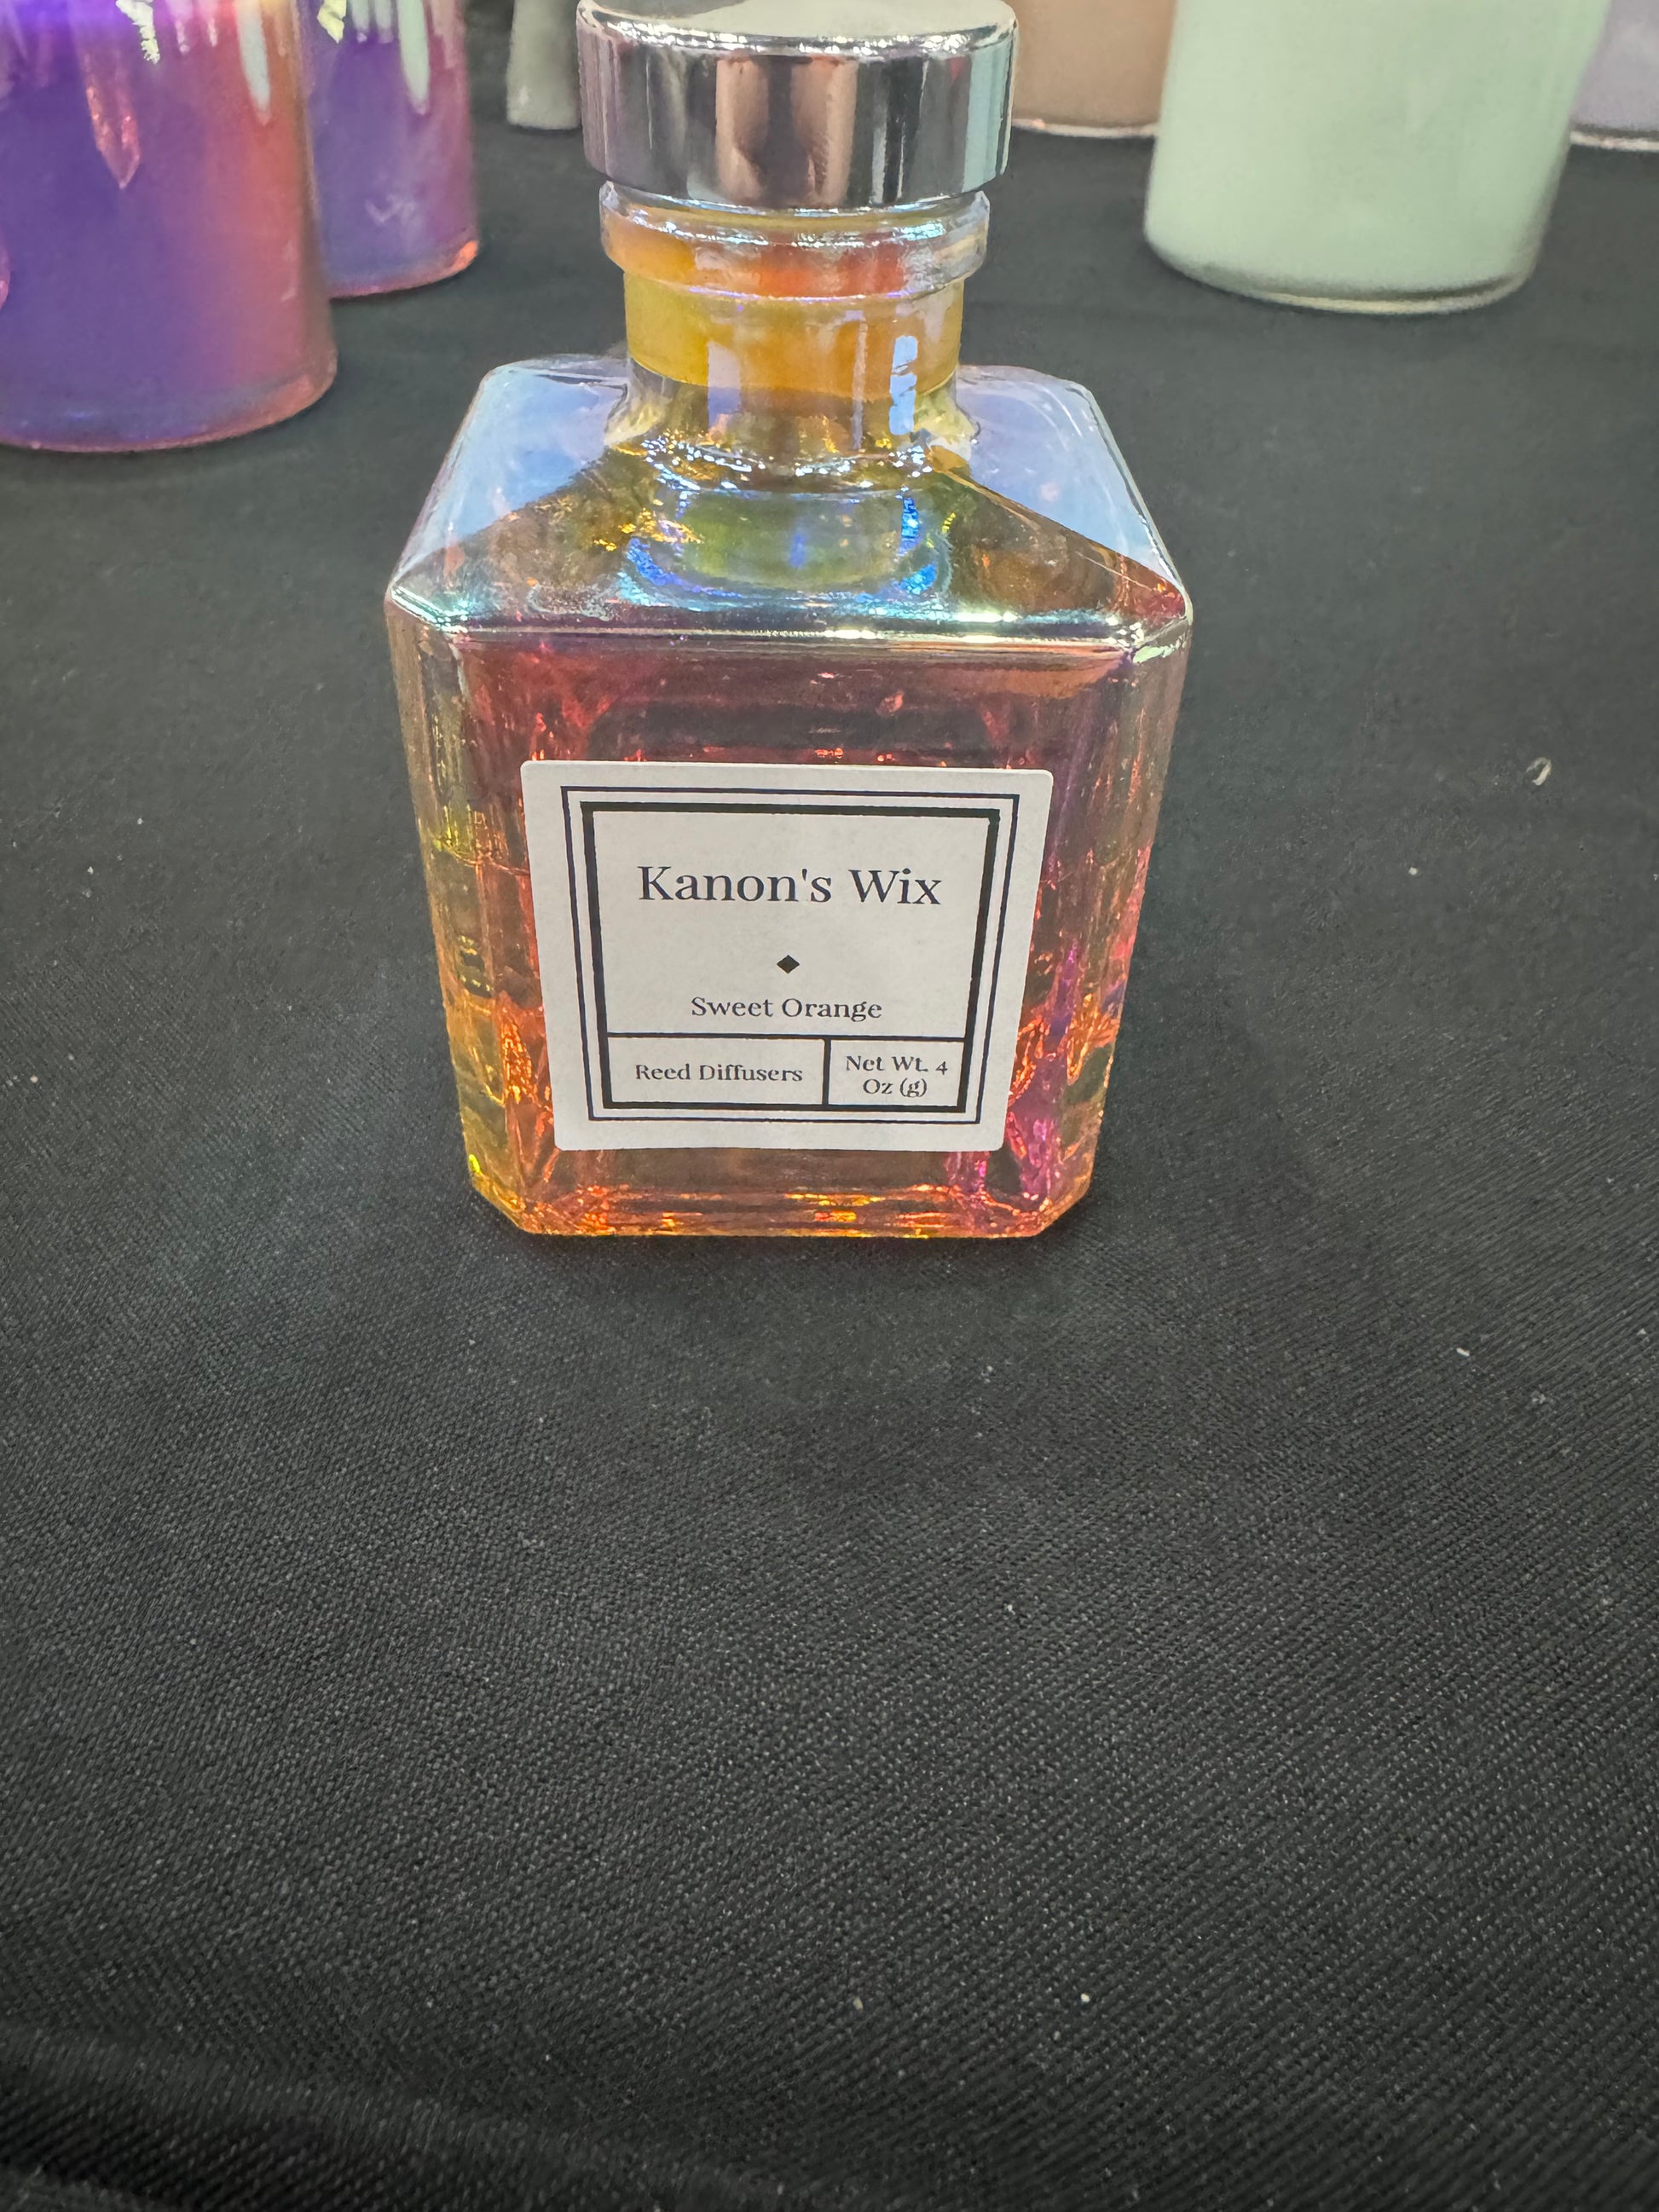 Kanon's Wix
Sweet Orange
Reed Diffusers
Net Wt. 4
Oz (g)